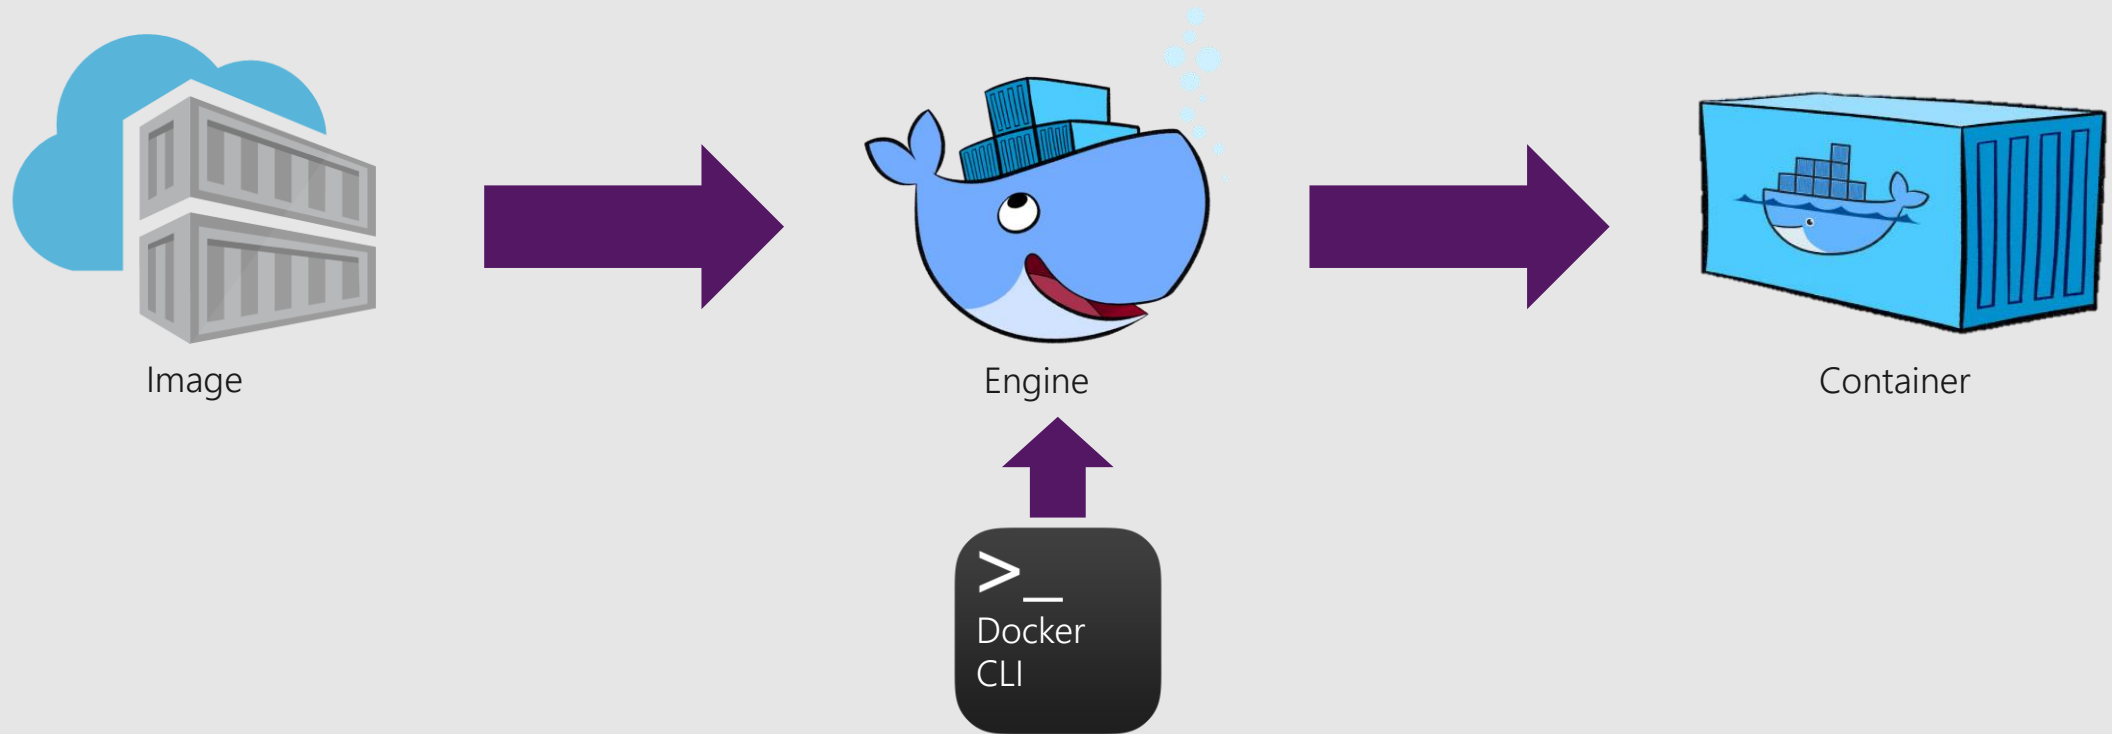 Image
Engine
Container
>_
Docker
CLI